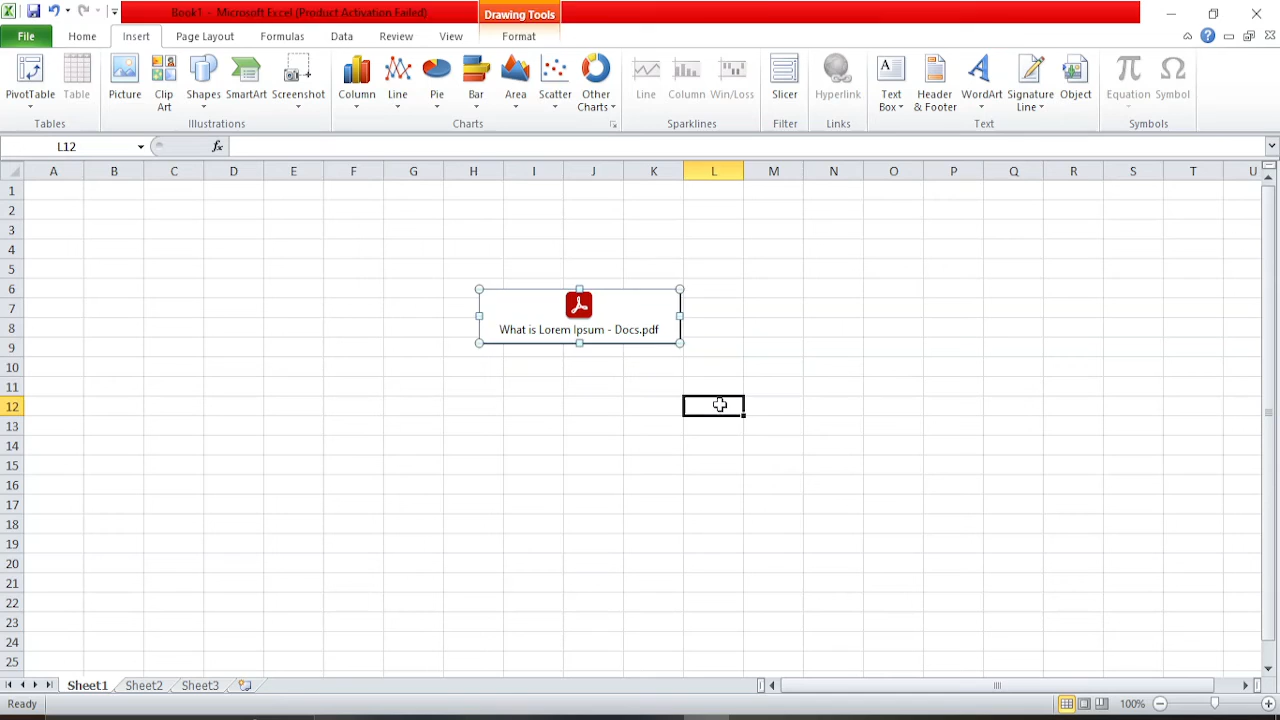 Book1 - Microsoft Excel (Product Activation Failed)
Drawing Tools
File Home Insert Page Layout Formulas Data Review View Format
PivotTable Table Picture Clip Art Shapes SmartArt Screenshot Column Line Pie Bar Area Scatter Other Charts Line Column Win/Loss Slicer Hyperlink Text Box Header & Footer WordArt Signature Line Object Equation Symbol
Tables Illustrations Charts Sparklines Filter Links Text Symbols
L12 fx
A B C D E F G H I J K L M N O P Q R S T U
1
2
3
4
5
6
7
8
What is Lorem Ipsum - Docs.pdf
9
10
11
12
13
14
15
16
17
18
19
20
21
22
23
24
25
Sheet1 Sheet2 Sheet3
Ready 100%